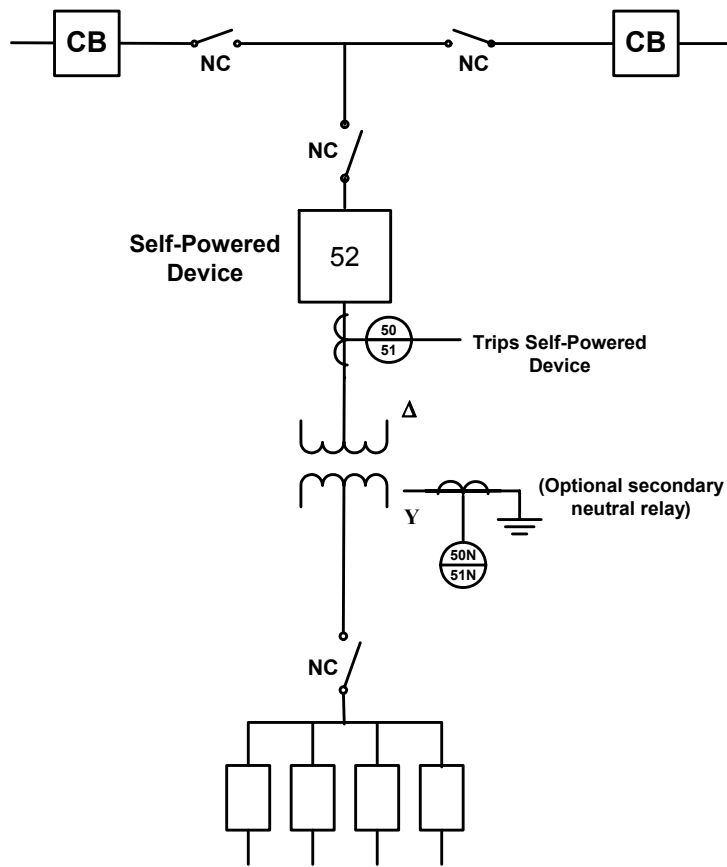 CB
CB
NC
NC
NC
Self-Powered
Device
52
50
51
Trips Self-Powered
Device
Δ
Y
(Optional secondary
neutral relay)
50N
51N
NC